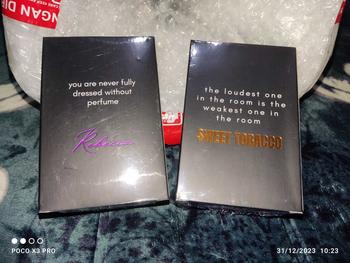 NGAN DI
you are never fully
dressed without
perfume
the loudest one
in the room is the
weakest one in
the room
SWEET TOBACCO
POCO X3 PRO
31/12/2023 10:23